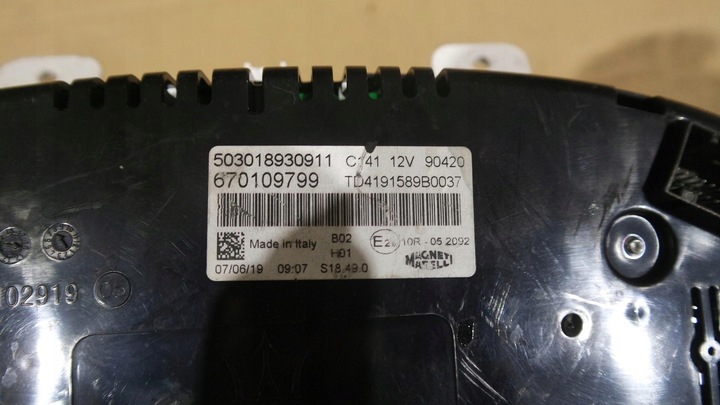 503018930911 C141 12V 90420
670109799 TD4191589B0037
Made in Italy B02 H01 10R - 05 2092
07/06/19 09:07 S18.49.0 MAGNETI MARELLI
02919